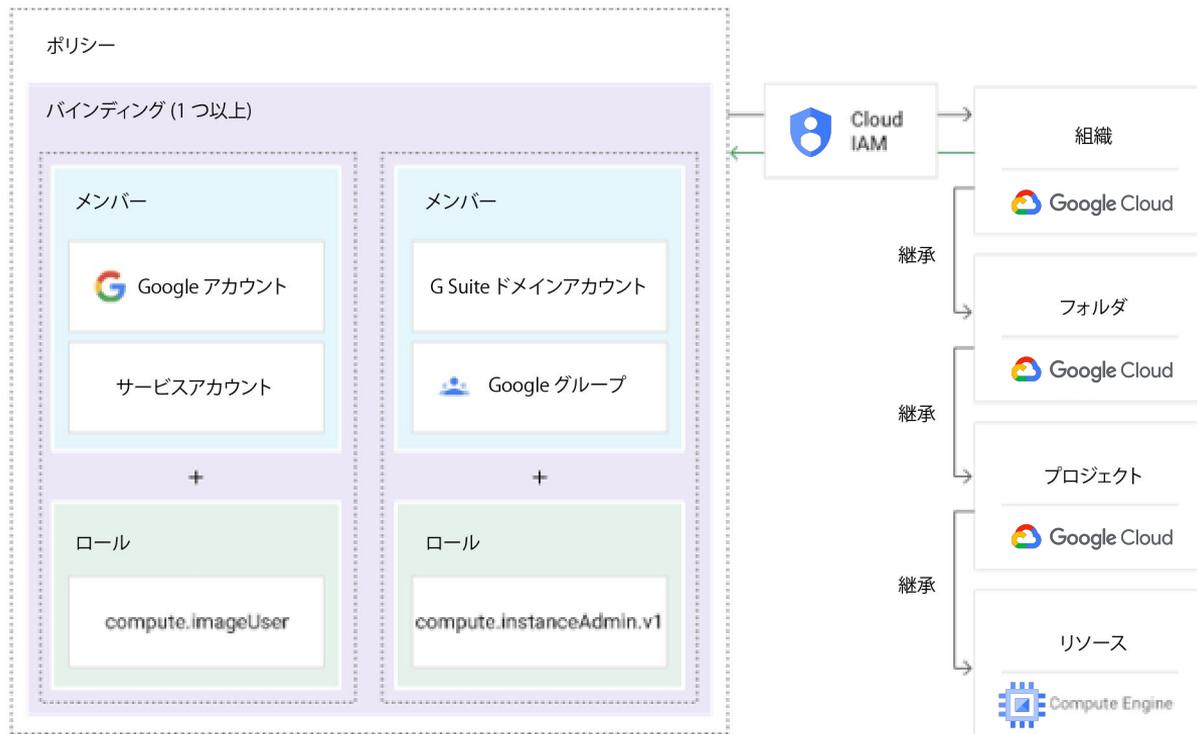 ポリシー
バインディング (1 つ以上)
メンバー
Google アカウント
サービスアカウント
+
ロール
compute.imageUser
メンバー
G Suite ドメインアカウント
Google グループ
+
ロール
compute.instanceAdmin.v1
Cloud
IAM
組織
Google Cloud
継承
フォルダ
Google Cloud
継承
プロジェクト
Google Cloud
継承
リソース
Compute Engine